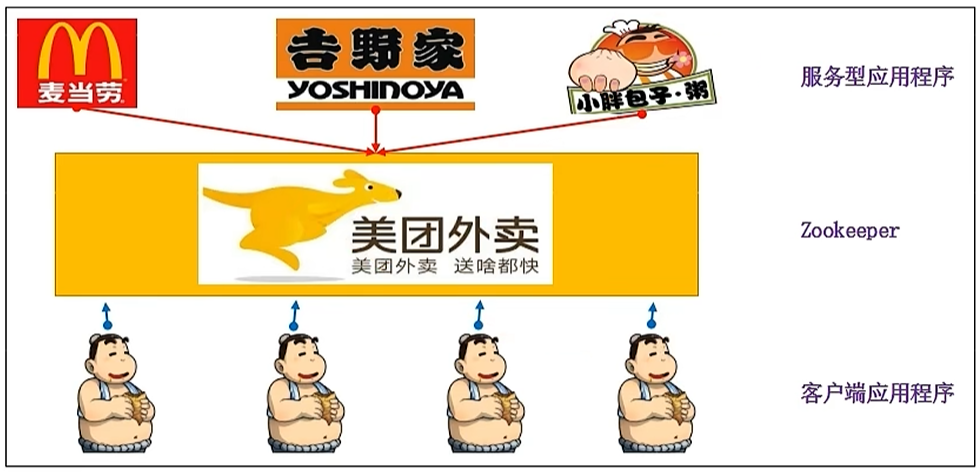 麦当劳
吉野家
YOSHINOYA
小胖包子·粥
服务型应用程序
美团外卖
美团外卖 送啥都快
Zookeeper
客户端应用程序